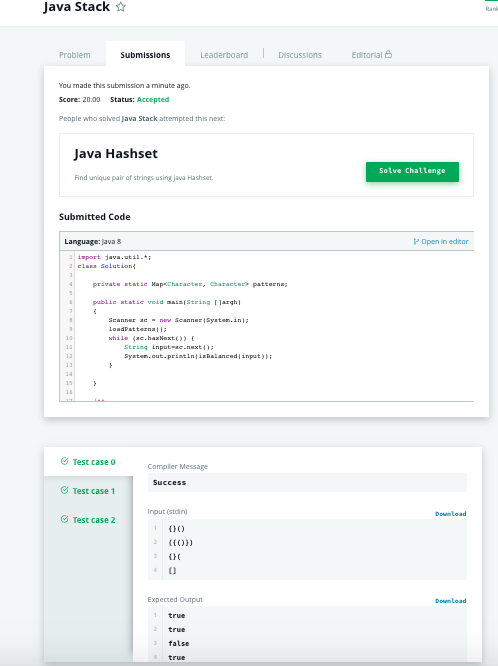 Java Stack
Rank
Problem Submissions Leaderboard Discussions Editorial
You made this submission a minute ago.
Score: 20.00 Status: Accepted
People who solved Java Stack attempted this next:
Java Hashset
Find unique pair of strings using java Hashset.
Solve Challenge
Submitted Code
Language: Java 8 Open in editor
1 import java.util.*;
2 class Solution{
3
4 private static Map<Character, Character> patterns;
5
6 public static void main(String []argh)
7 {
8 Scanner sc = new Scanner(System.in);
9 loadPatterns();
10 while (sc.hasNext()) {
11 String input=sc.next();
12 System.out.println(isBalanced(input));
13 }
14
15 }
16
Test case 0
Test case 1
Test case 2
Compiler Message
Success
Input (stdin) Download
1 {}()
2 ({()})
3 {}(
4 []
Expected Output Download
1 true
2 true
3 false
4 true